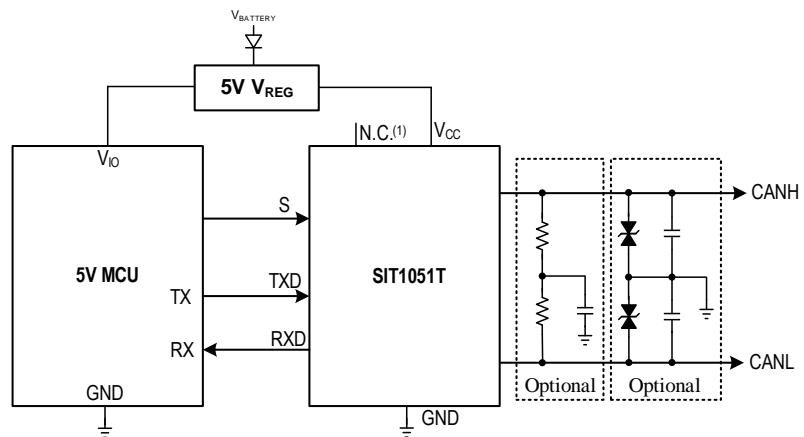 VBATTERY
5V VREG
N.C.(1)
VCC
VIO
S
CANH
5V MCU
SIT1051T
TX
TXD
RX
RXD
CANL
Optional
Optional
GND
GND